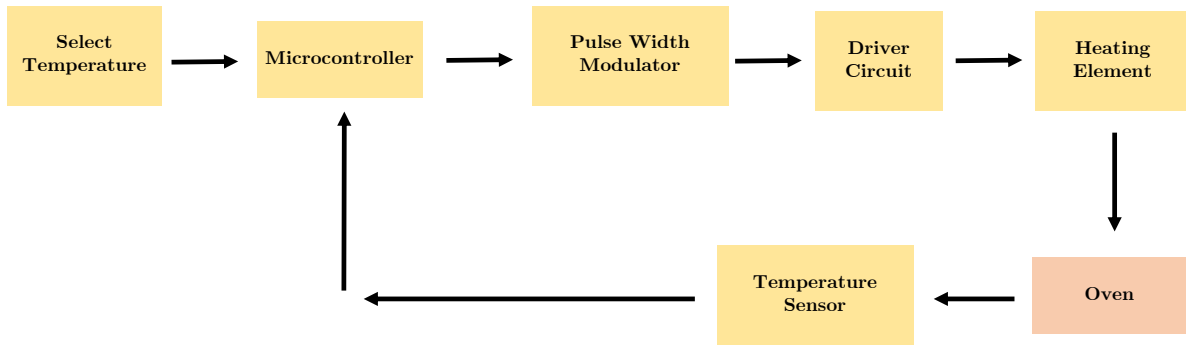 Select
Temperature
Microcontroller
Pulse Width
Modulator
Driver
Circuit
Heating
Element
Temperature
Sensor
Oven